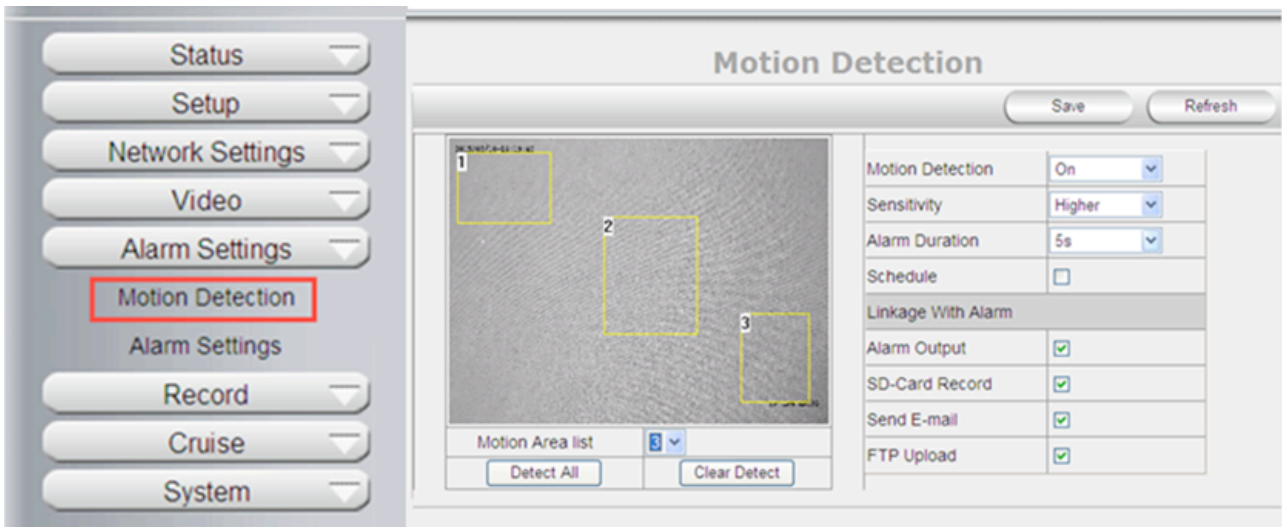 Status
Setup
Network Settings
Video
Alarm Settings
Motion Detection
Alarm Settings
Record
Cruise
System
Motion Detection
Save
Refresh
1
2
3
Motion Area list
3
Detect All
Clear Detect
Motion Detection
On
Sensitivity
Higher
Alarm Duration
5s
Schedule
Linkage With Alarm
Alarm Output
SD-Card Record
Send E-mail
FTP Upload